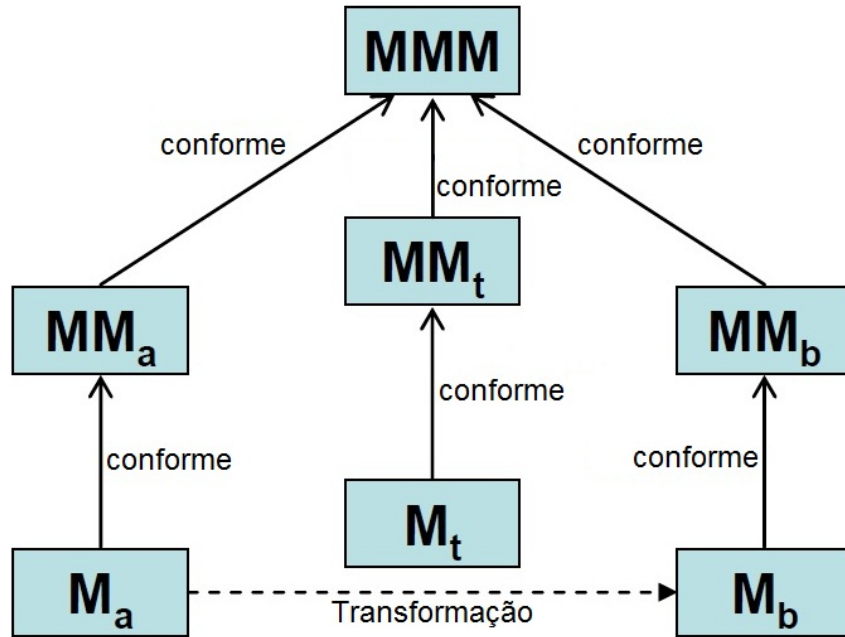 MMM
conforme
conforme
conforme
MMt
MMa
MMb
conforme
conforme
conforme
Mt
Ma
Mb
Transformação